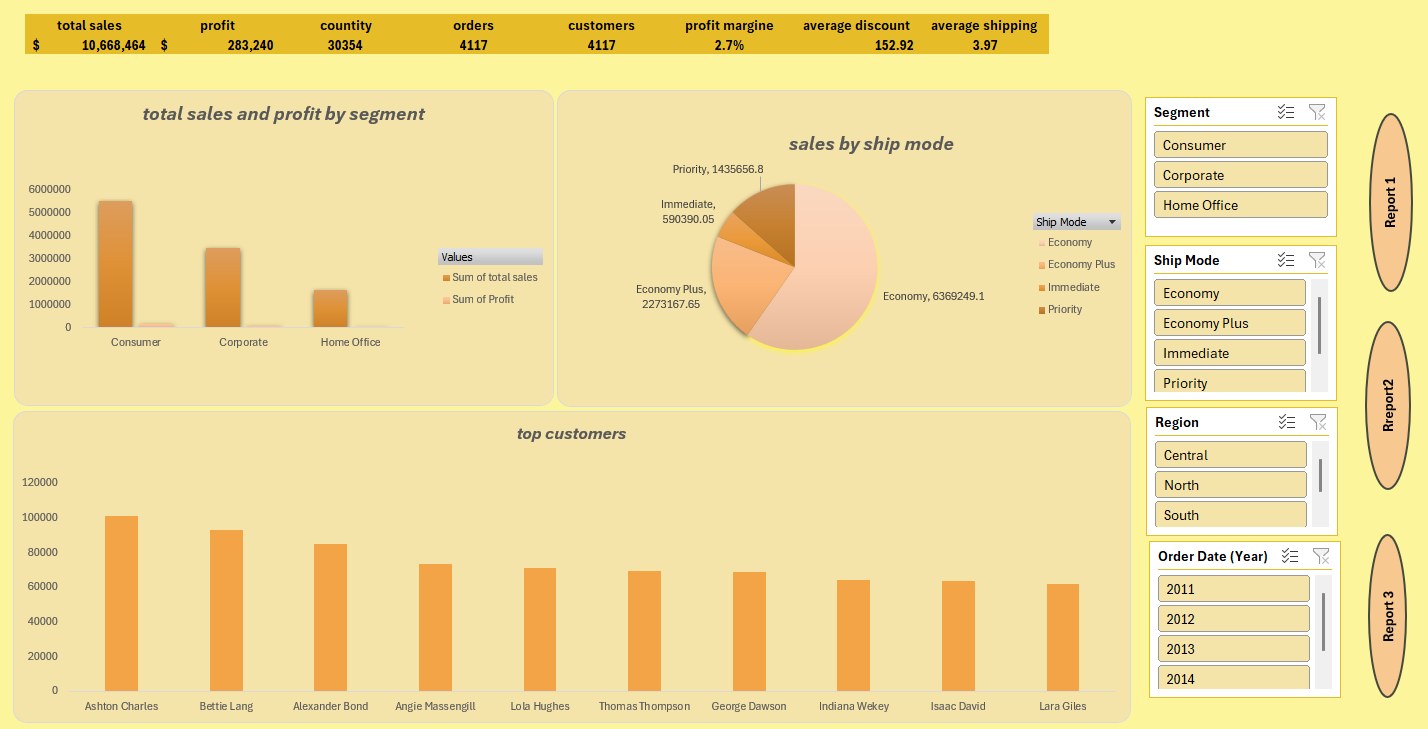 total sales profit countity orders customers profit margine average discount average shipping
$ 10,668,464 $ 283,240 30354 4117 4117 2.7% 152.92 3.97
total sales and profit by segment
6000000
5000000
4000000
3000000
2000000
1000000
0
Consumer Corporate Home Office
Values
Sum of total sales
Sum of Profit
sales by ship mode
Priority, 1435656.8
Immediate,
590390.05
Economy Plus,
2273167.65
Economy, 6369249.1
Ship Mode
Economy
Economy Plus
Immediate
Priority
top customers
120000
100000
80000
60000
40000
20000
0
Ashton Charles Bettie Lang Alexander Bond Angie Massengill Lola Hughes Thomas Thompson George Dawson Indiana Wekey Isaac David Lara Giles
Segment
Consumer
Corporate
Home Office
Ship Mode
Economy
Economy Plus
Immediate
Priority
Region
Central
North
South
Order Date (Year)
2011
2012
2013
2014
Report 1
Rreport2
Report 3